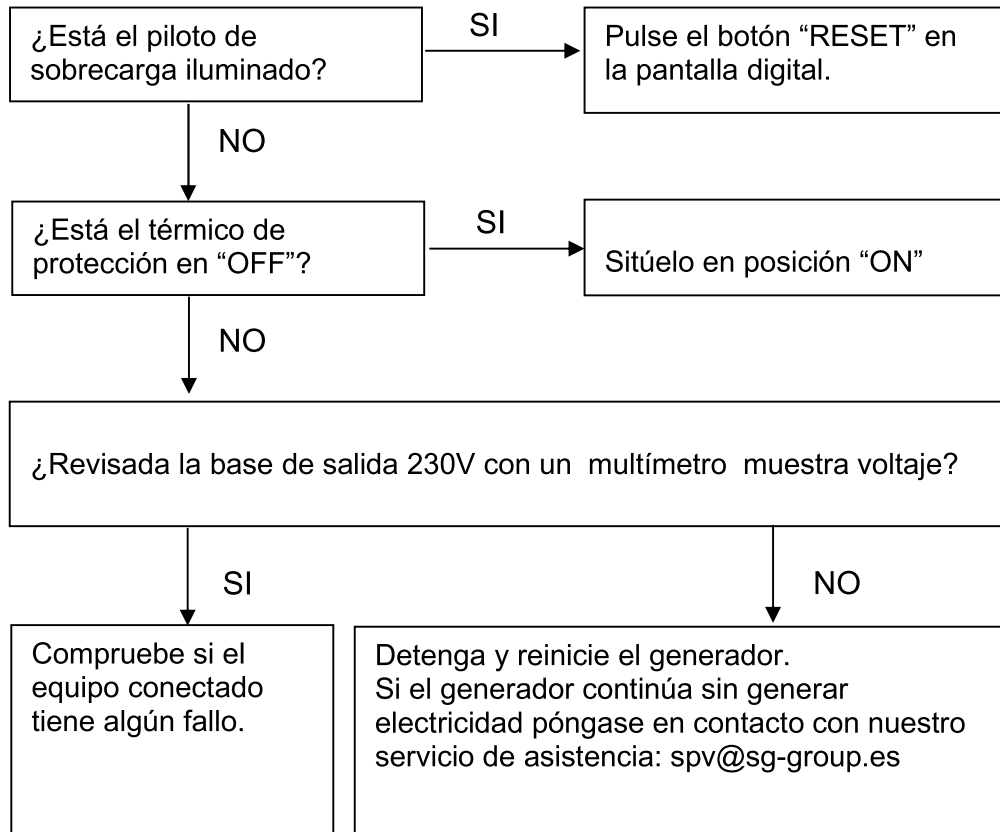 ¿Está el piloto de
sobrecarga iluminado?
SI
Pulse el botón “RESET” en
la pantalla digital.
NO
¿Está el térmico de
protección en “OFF”?
SI
Sitúelo en posición “ON”
NO
¿Revisada la base de salida 230V con un multímetro muestra voltaje?
SI
NO
Compruebe si el
equipo conectado
tiene algún fallo.
Detenga y reinicie el generador.
Si el generador continúa sin generar
electricidad póngase en contacto con nuestro
servicio de asistencia: spv@sg-group.es